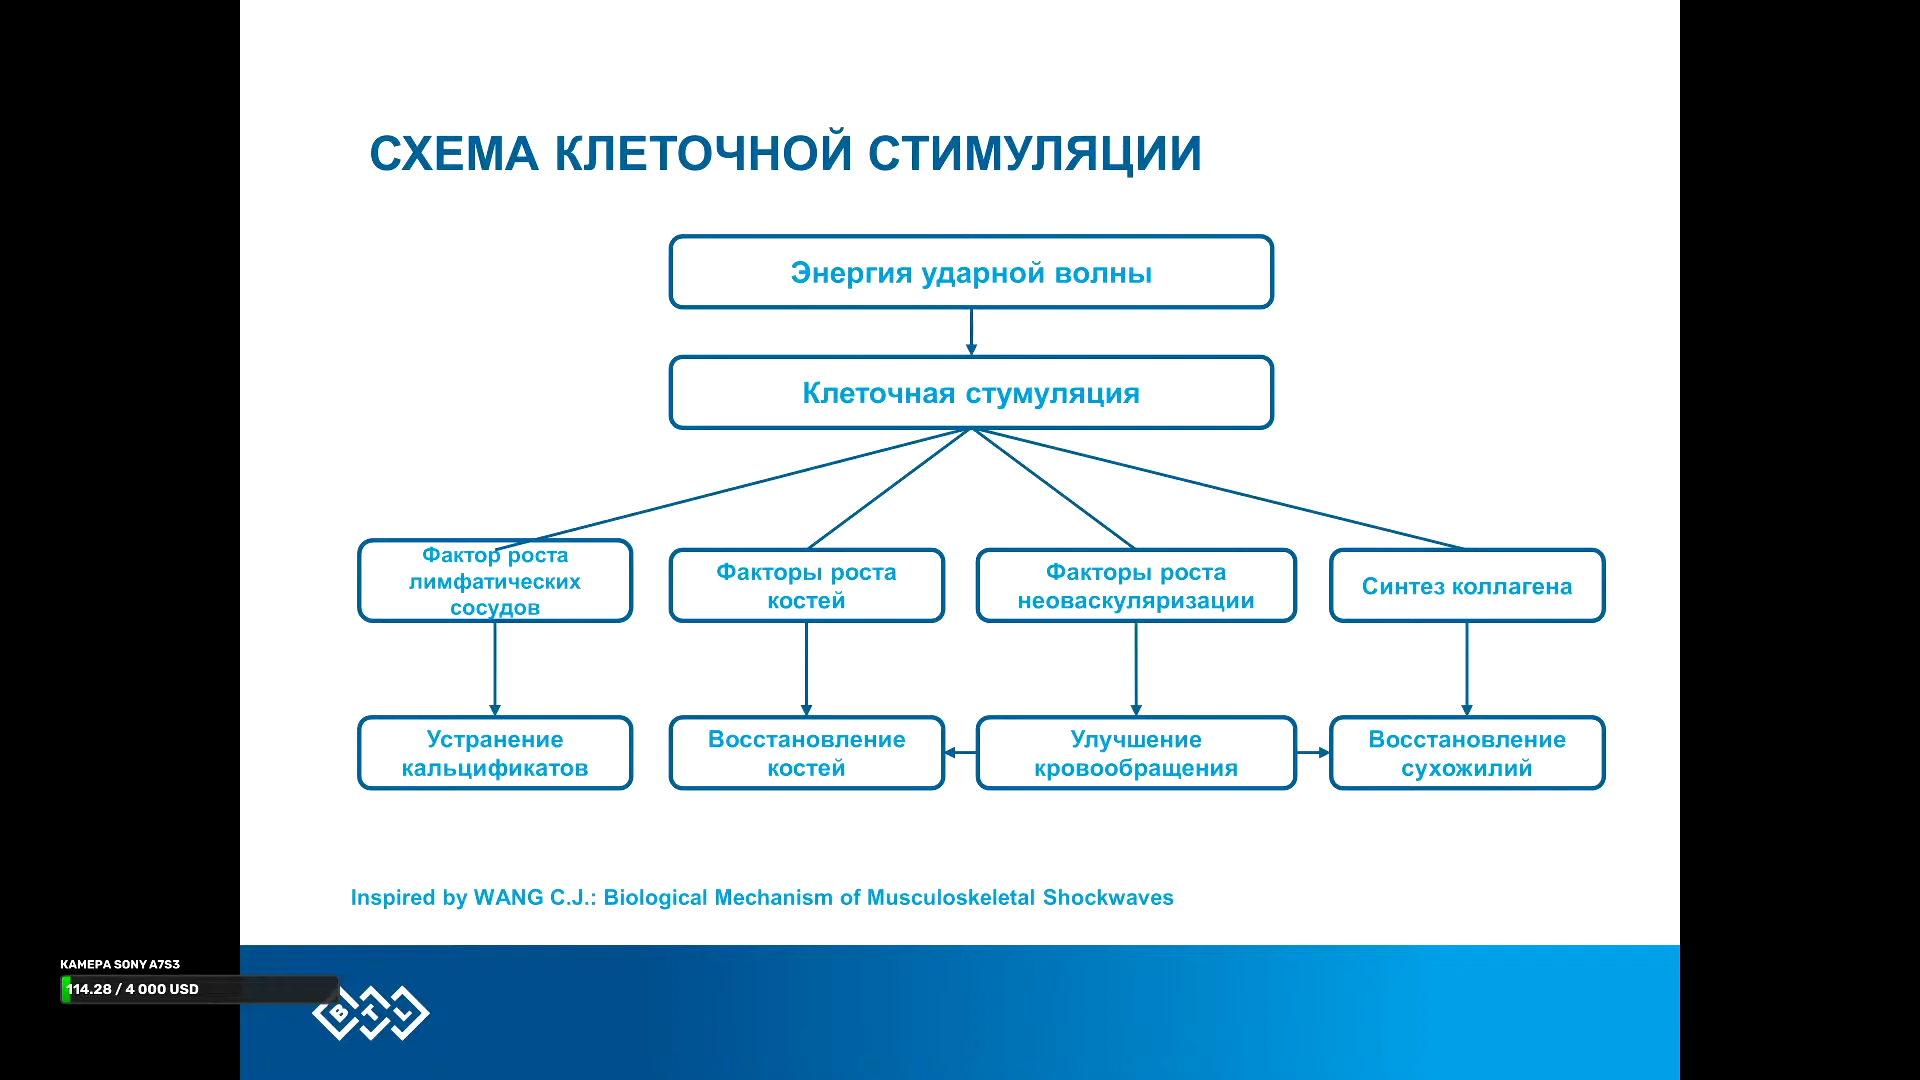 СХЕМА КЛЕТОЧНОЙ СТИМУЛЯЦИИ
Энергия ударной волны
Клеточная стумуляция
Фактор роста
лимфатических
сосудов
Факторы роста
костей
Факторы роста
неоваскуляризации
Синтез коллагена
Устранение
кальцификатов
Восстановление
костей
Улучшение
кровообращения
Восстановление
сухожилий
Inspired by WANG C.J.: Biological Mechanism of Musculoskeletal Shockwaves
КАМЕРА SONY A7S3
114.28 / 4 000 USD
BTL